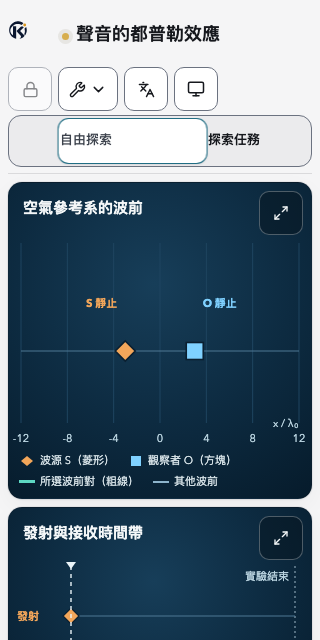 聲音的都普勒效應
自由探索
探索任務
空氣參考系的波前
S 靜止
O 靜止
x / λ₀
-12 -8 -4 0 4 8 12
波源 S（菱形）
觀察者 O（方塊）
所選波前對（粗線）
其他波前
發射與接收時間帶
實驗結束
發射